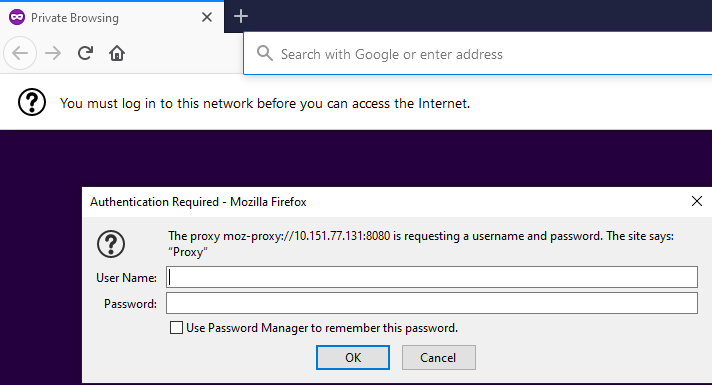 Private Browsing
Search with Google or enter address
You must log in to this network before you can access the Internet.
Authentication Required - Mozilla Firefox
The proxy moz-proxy://10.151.77.131:8080 is requesting a username and password. The site says:
“Proxy”
User Name:
Password:
Use Password Manager to remember this password.
OK Cancel